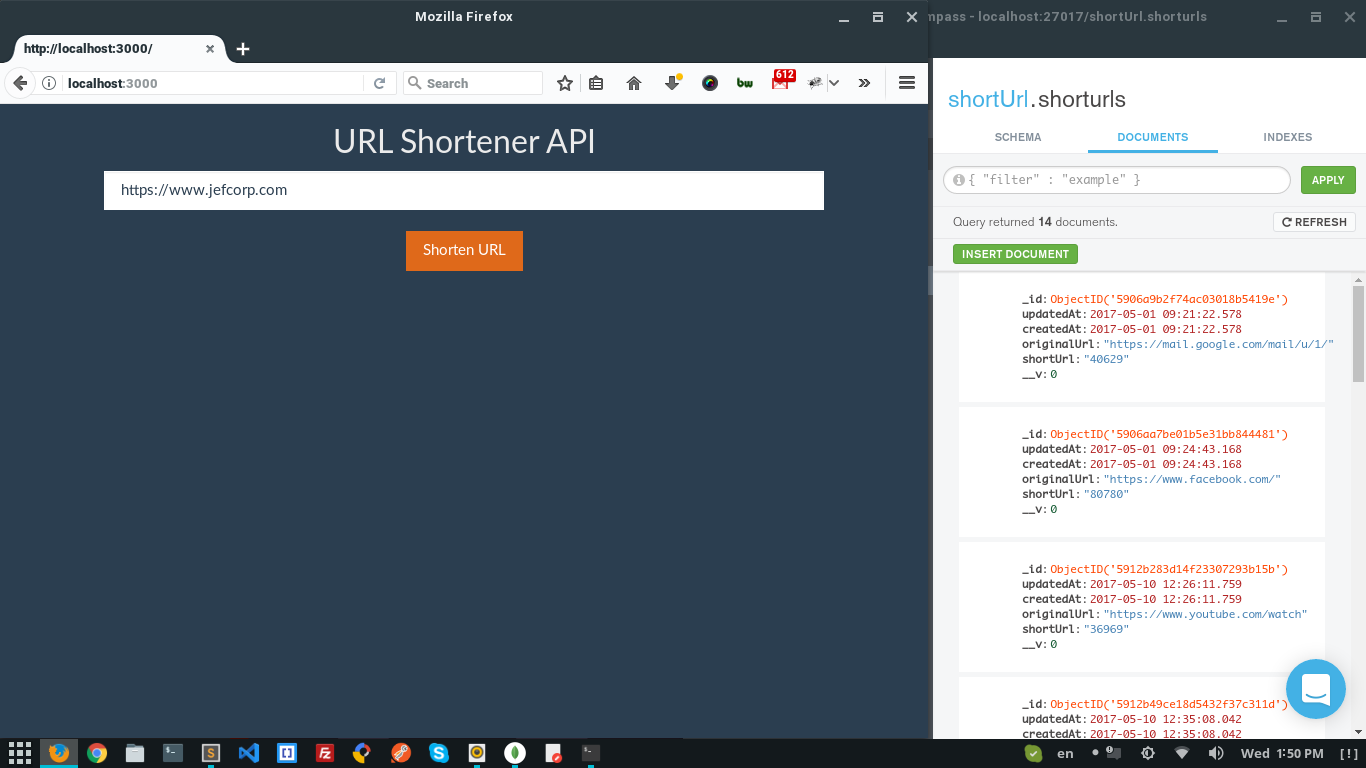 Mozilla Firefox
http://localhost:3000/
localhost:3000
Search
bw
612
URL Shortener API
https://www.jefcorp.com
Shorten URL
mpass - localhost:27017/shortUrl.shorturls
shortUrl.shorturls
SCHEMA DOCUMENTS INDEXES
{ "filter" : "example" }
APPLY
Query returned 14 documents.
REFRESH
INSERT DOCUMENT
_id: ObjectID('5906a9b2f74ac03018b5419e')
updatedAt: 2017-05-01 09:21:22.578
createdAt: 2017-05-01 09:21:22.578
originalUrl: "https://mail.google.com/mail/u/1/"
shortUrl: "40629"
__v: 0
_id: ObjectID('5906aa7be01b5e31bb844481')
updatedAt: 2017-05-01 09:24:43.168
createdAt: 2017-05-01 09:24:43.168
originalUrl: "https://www.facebook.com/"
shortUrl: "80780"
__v: 0
_id: ObjectID('5912b283d14f23307293b15b')
updatedAt: 2017-05-10 12:26:11.759
createdAt: 2017-05-10 12:26:11.759
originalUrl: "https://www.youtube.com/watch"
shortUrl: "36969"
__v: 0
_id: ObjectID('5912b49ce18d5432f37c311d')
updatedAt: 2017-05-10 12:35:08.042
createdAt: 2017-05-10 12:35:08.042
en
Wed 1:50 PM
[ ! ]